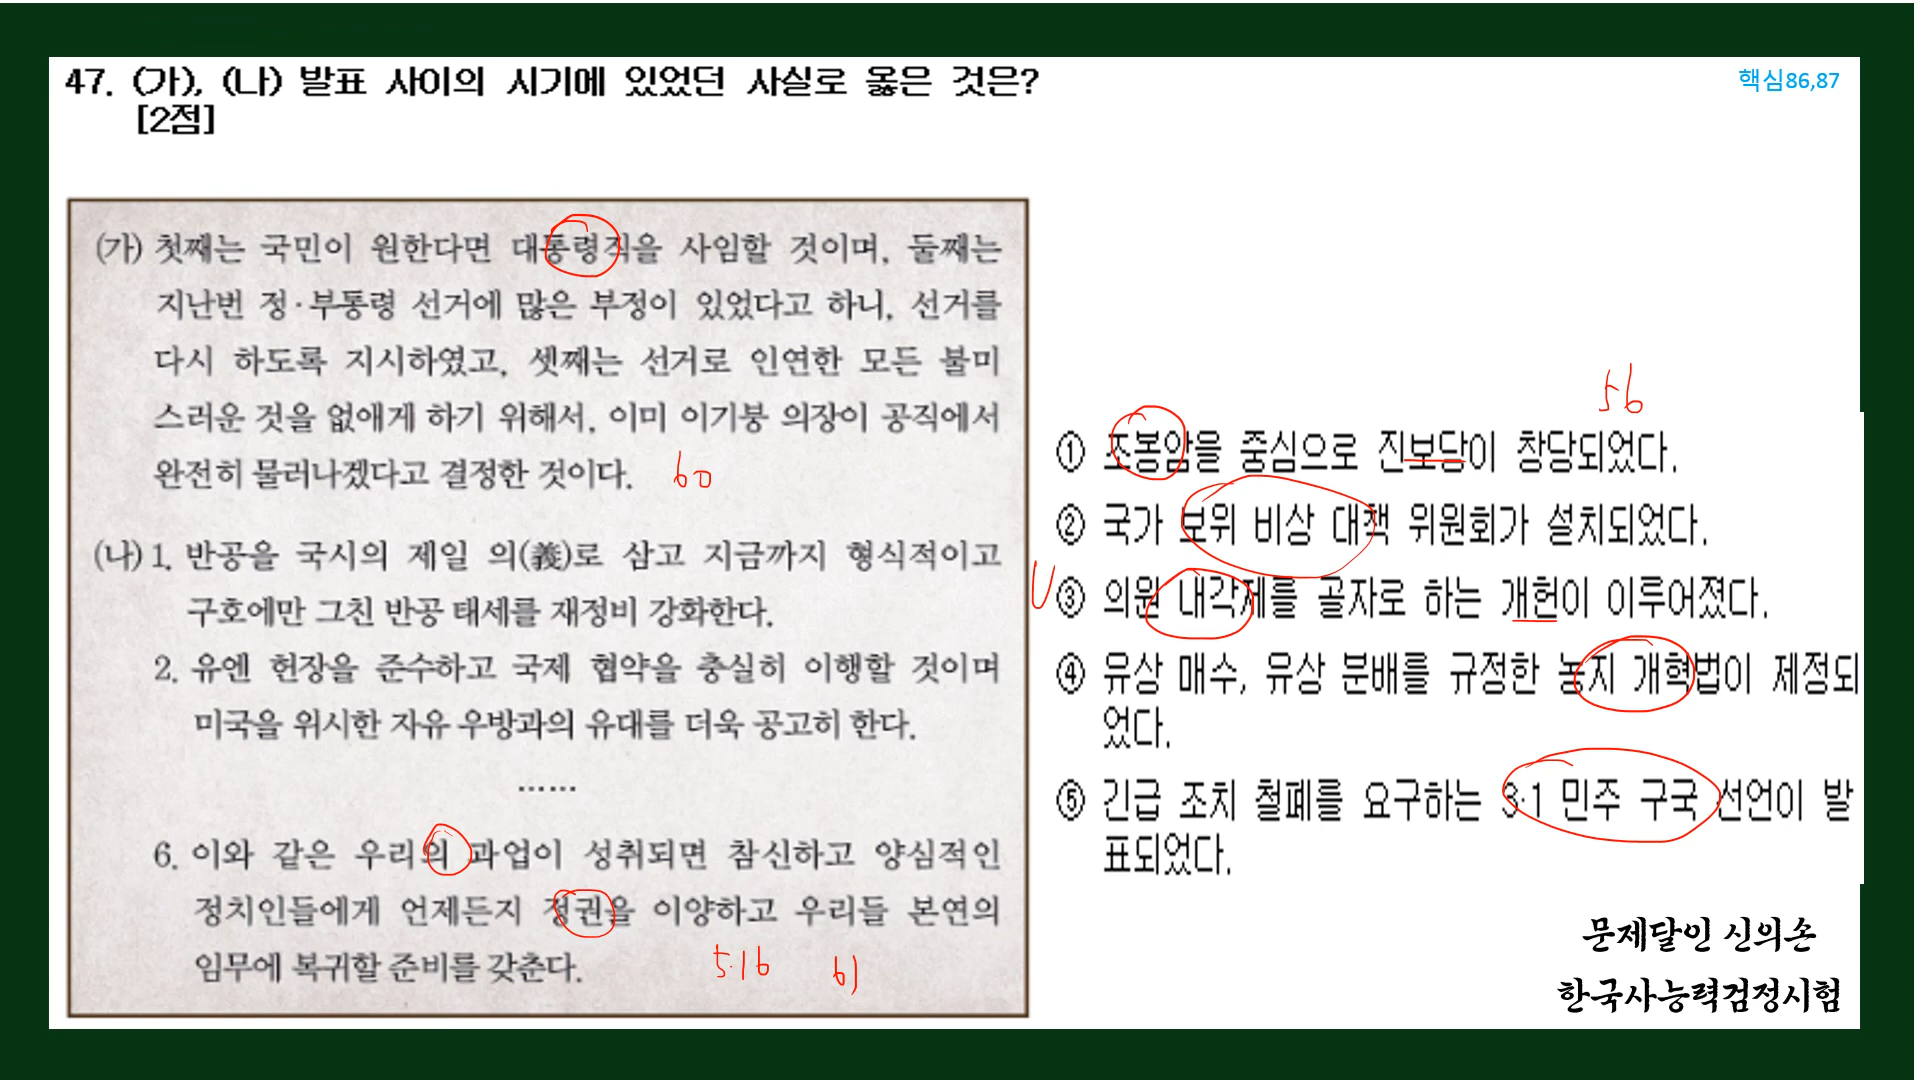 47. (가), (나) 발표 사이의 시기에 있었던 사실로 옳은 것은?
[2점]
핵심86,87
(가) 첫째는 국민이 원한다면 대통령직을 사임할 것이며, 둘째는
지난번 정·부통령 선거에 많은 부정이 있었다고 하니, 선거를
다시 하도록 지시하였고, 셋째는 선거로 인연한 모든 불미
스러운 것을 없애게 하기 위해서, 이미 이기붕 의장이 공직에서
완전히 물러나겠다고 결정한 것이다.
60
(나) 1. 반공을 국시의 제일 의(義)로 삼고 지금까지 형식적이고
구호에만 그친 반공 태세를 재정비 강화한다.
2. 유엔 헌장을 준수하고 국제 협약을 충실히 이행할 것이며
미국을 위시한 자유 우방과의 유대를 더욱 공고히 한다.
......
6. 이와 같은 우리의 과업이 성취되면 참신하고 양심적인
정치인들에게 언제든지 정권을 이양하고 우리들 본연의
임무에 복귀할 준비를 갖춘다.
5.16 61
56
① 조봉암을 중심으로 진보당이 창당되었다.
② 국가 보위 비상 대책 위원회가 설치되었다.
③ 의원 내각제를 골자로 하는 개헌이 이루어졌다.
④ 유상 매수, 유상 분배를 규정한 농지 개혁법이 제정되
었다.
⑤ 긴급 조치 철폐를 요구하는 3·1 민주 구국 선언이 발
표되었다.
문제달인 신의손
한국사능력검정시험